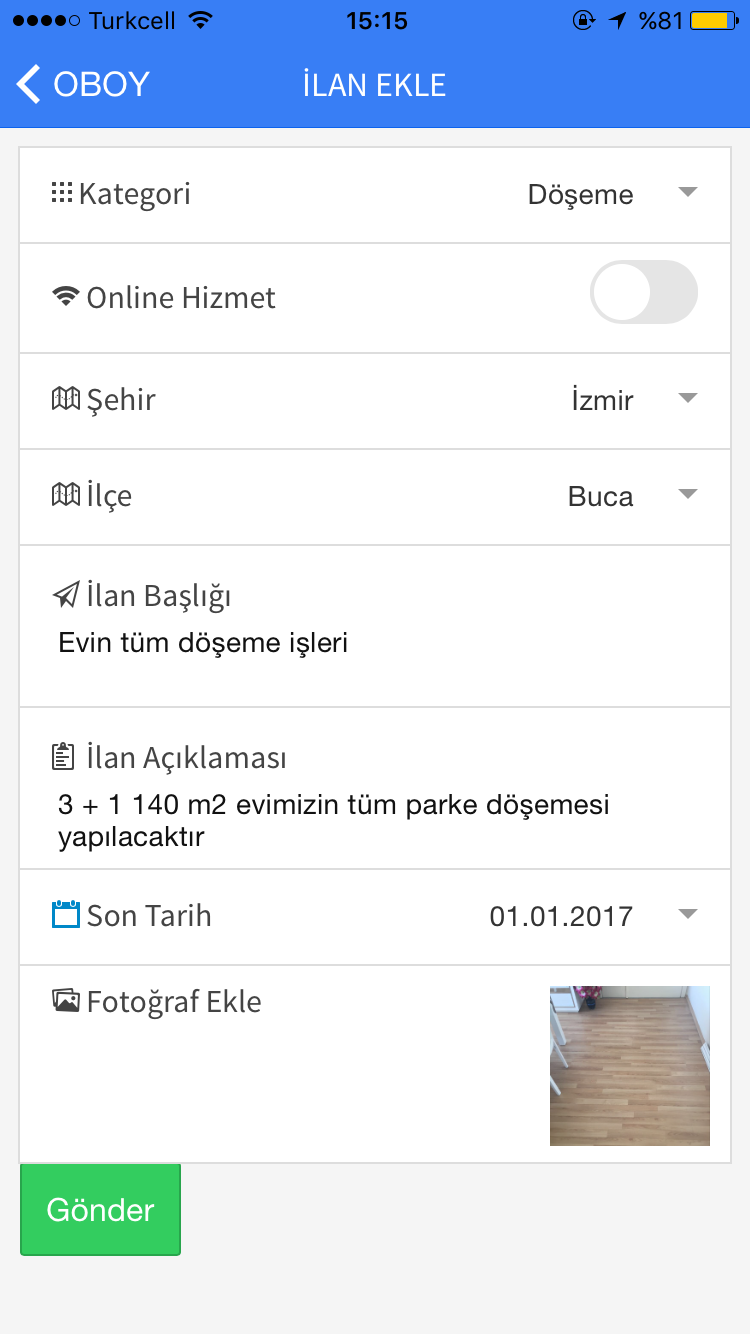 Turkcell 15:15 %81
OBOY İLAN EKLE
Kategori Döşeme
Online Hizmet
Şehir İzmir
İlçe Buca
İlan Başlığı
Evin tüm döşeme işleri
İlan Açıklaması
3 + 1 140 m2 evimizin tüm parke döşemesi
yapılacaktır
Son Tarih 01.01.2017
Fotoğraf Ekle
Gönder